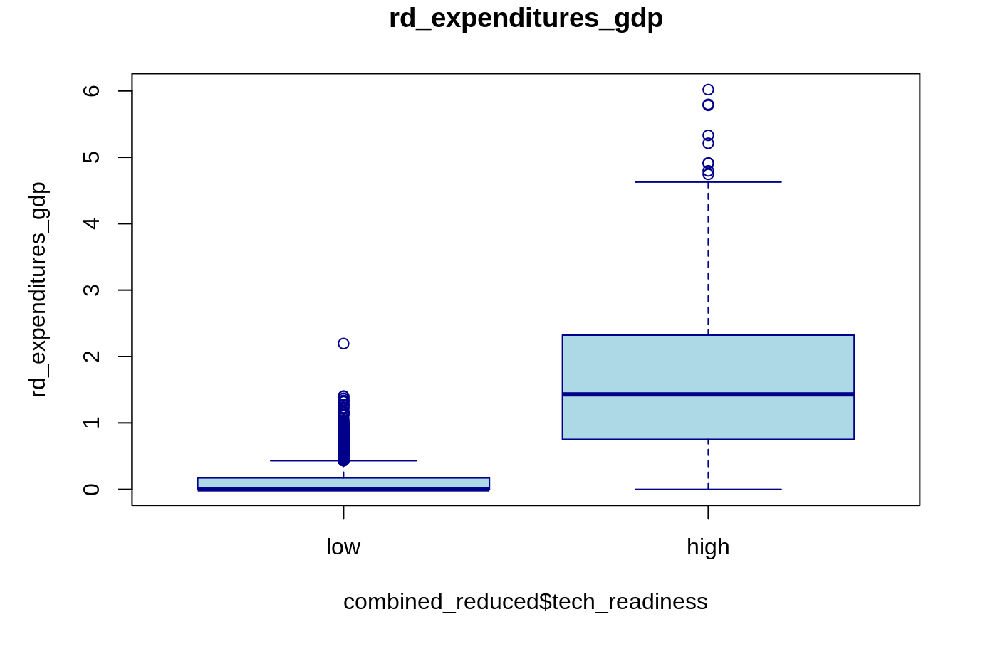 rd_expenditures_gdp
rd_expenditures_gdp
6
5
4
3
2
1
0
low high
combined_reduced$tech_readiness